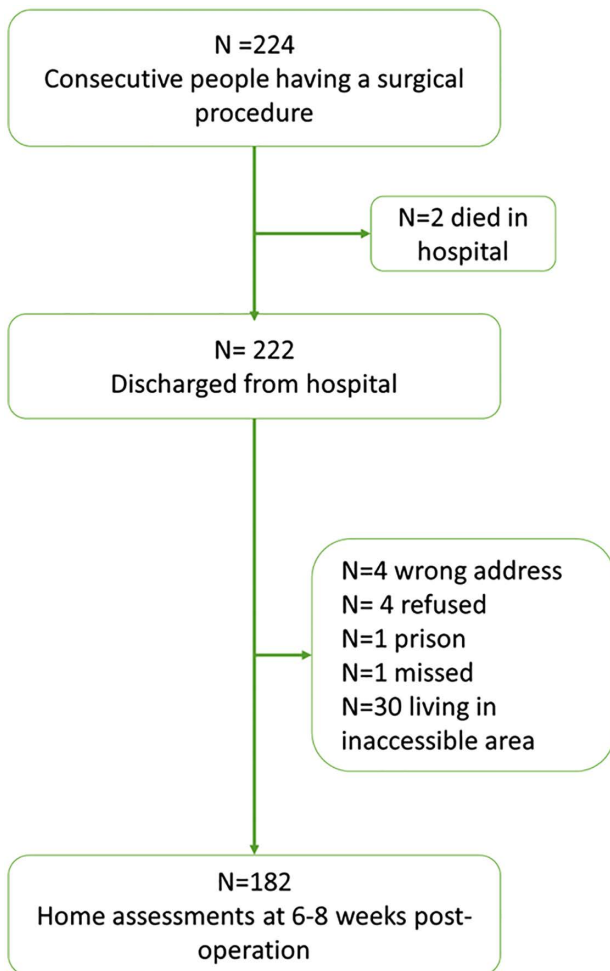 N =224
Consecutive people having a surgical
procedure
N=2 died in
hospital
N= 222
Discharged from hospital
N=4 wrong address
N= 4 refused
N=1 prison
N=1 missed
N=30 living in
inaccessible area
N=182
Home assessments at 6-8 weeks post-
operation